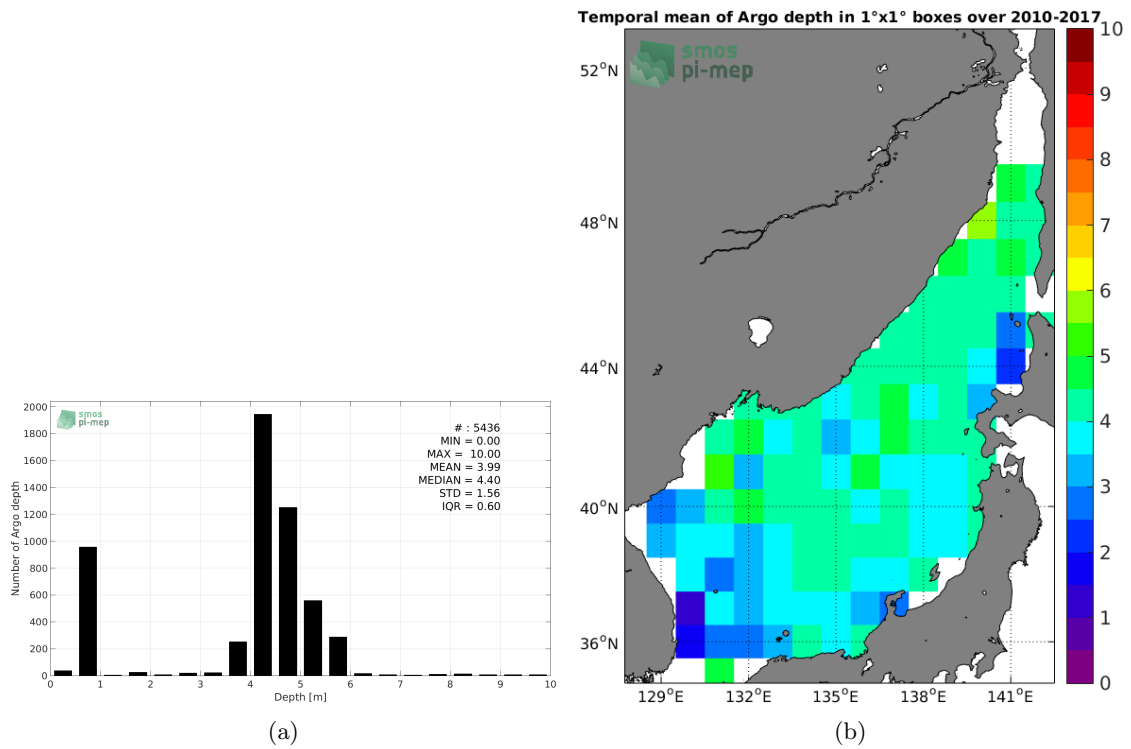 smos
pi-mep
# : 5436
MIN = 0.00
MAX = 10.00
MEAN = 3.99
MEDIAN = 4.40
STD = 1.56
IQR = 0.60
Number of Argo depth
2000
1800
1600
1400
1200
1000
800
600
400
200
0
0 1 2 3 4 5 6 7 8 9 10
Depth [m]
(a)
Temporal mean of Argo depth in 1°x1° boxes over 2010-2017
smos
pi-mep
52°N
48°N
44°N
40°N
36°N
129°E 132°E 135°E 138°E 141°E
10
9
8
7
6
5
4
3
2
1
0
(b)